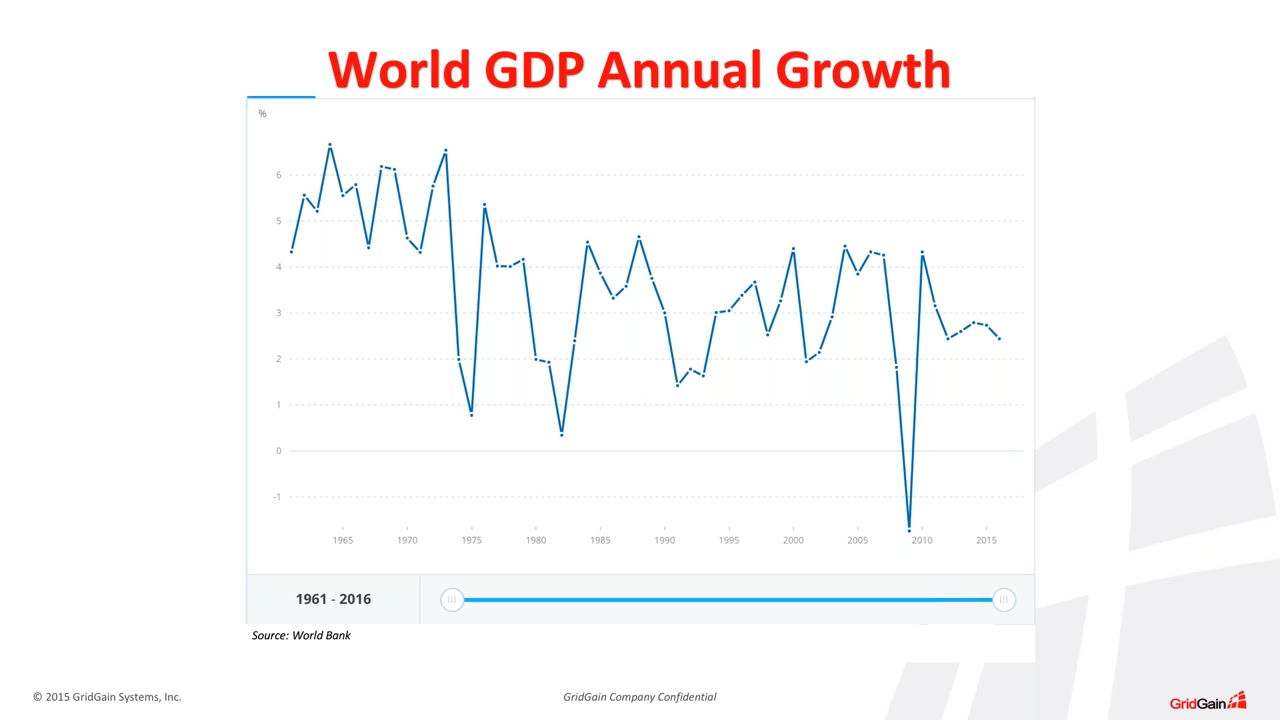 World GDP Annual Growth
%
6
5
4
3
2
1
0
-1
1965 1970 1975 1980 1985 1990 1995 2000 2005 2010 2015
1961 - 2016
Source: World Bank
© 2015 GridGain Systems, Inc.
GridGain Company Confidential
GridGain